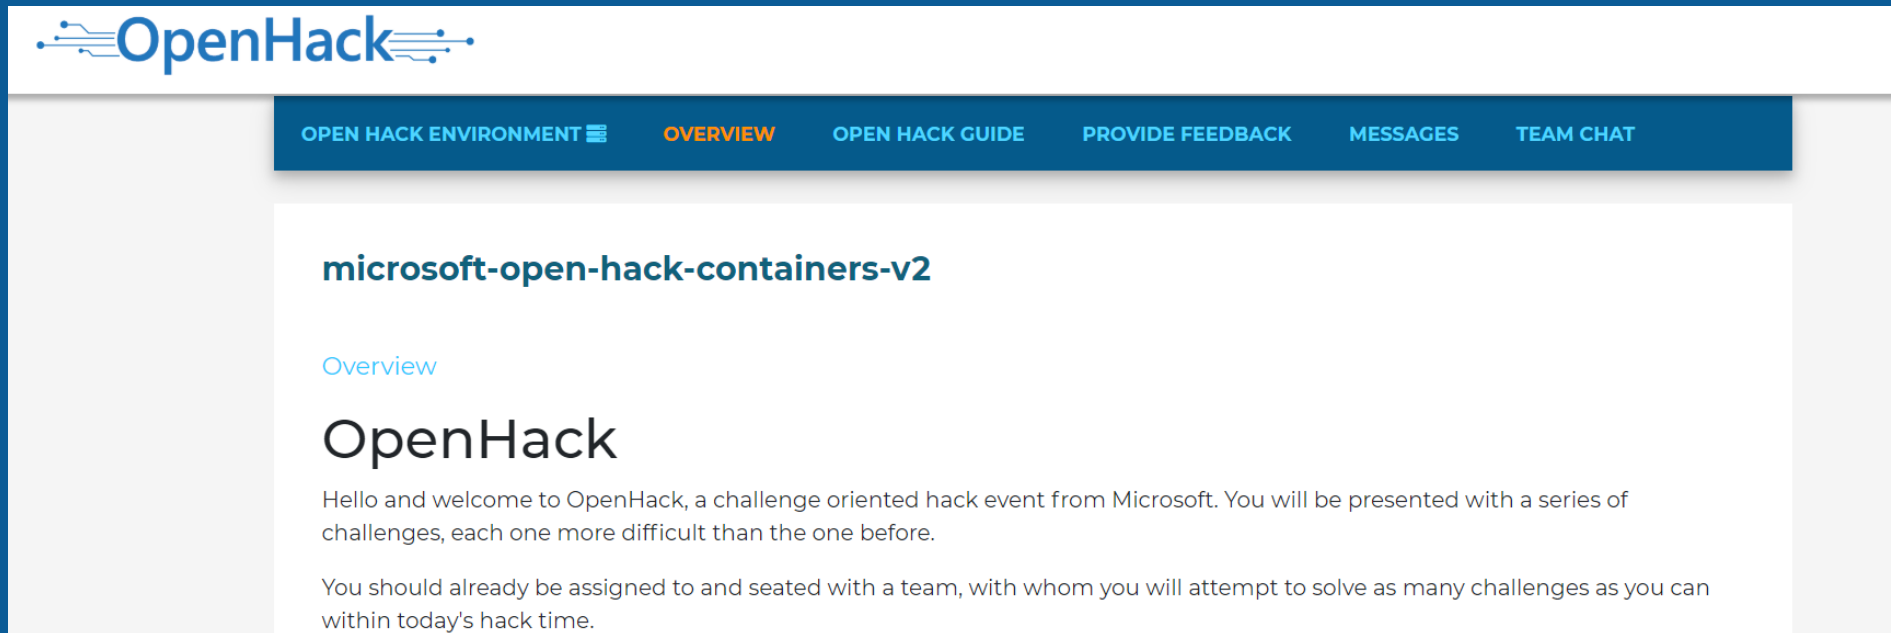 OpenHack
OPEN HACK ENVIRONMENT OVERVIEW OPEN HACK GUIDE PROVIDE FEEDBACK MESSAGES TEAM CHAT
microsoft-open-hack-containers-v2
Overview
OpenHack
Hello and welcome to OpenHack, a challenge oriented hack event from Microsoft. You will be presented with a series of
challenges, each one more difficult than the one before.
You should already be assigned to and seated with a team, with whom you will attempt to solve as many challenges as you can
within today's hack time.